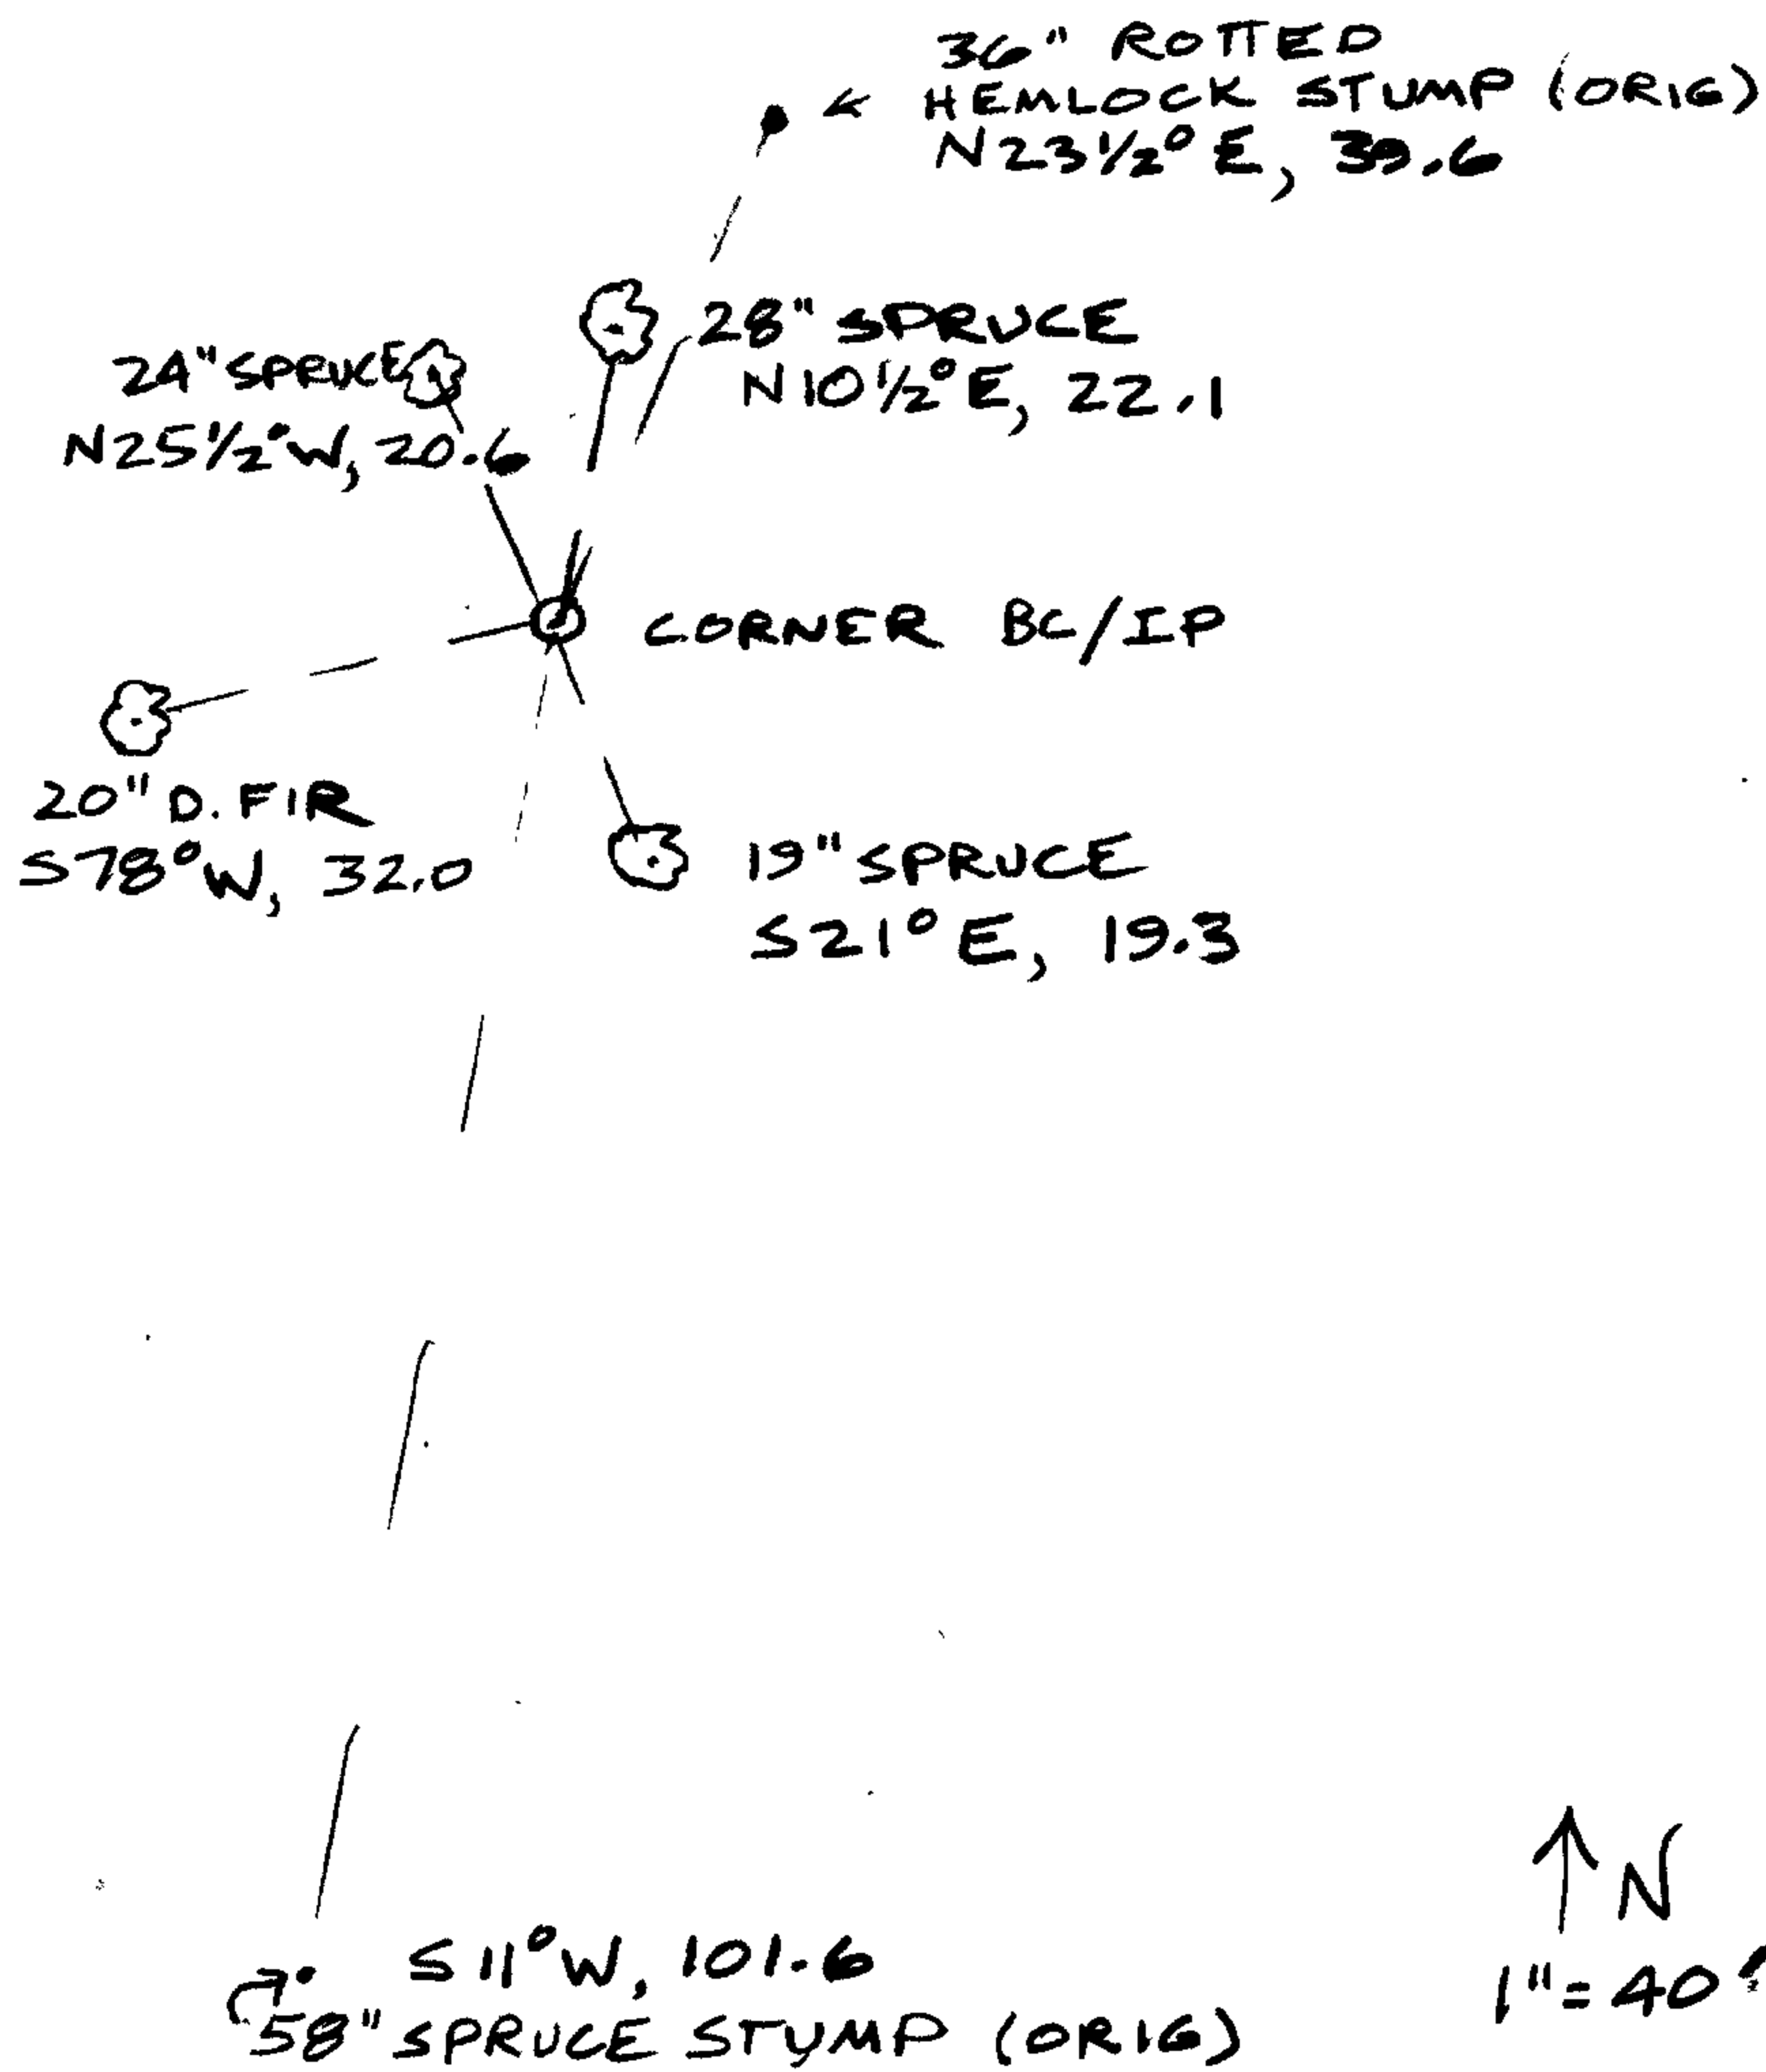 36" ROTTED
HEMLOCK STUMP (ORIG)
N23½°E, 39.6
28" SPRUCE
N10½°E, 22.1
24" SPRUCE
N25½°W, 20.6
CORNER BC/IP
20" D. FIR
S78°W, 32.0
19" SPRUCE
S21°E, 19.3
S11°W, 101.6
58" SPRUCE STUMP (ORIG)
N
1"=40'